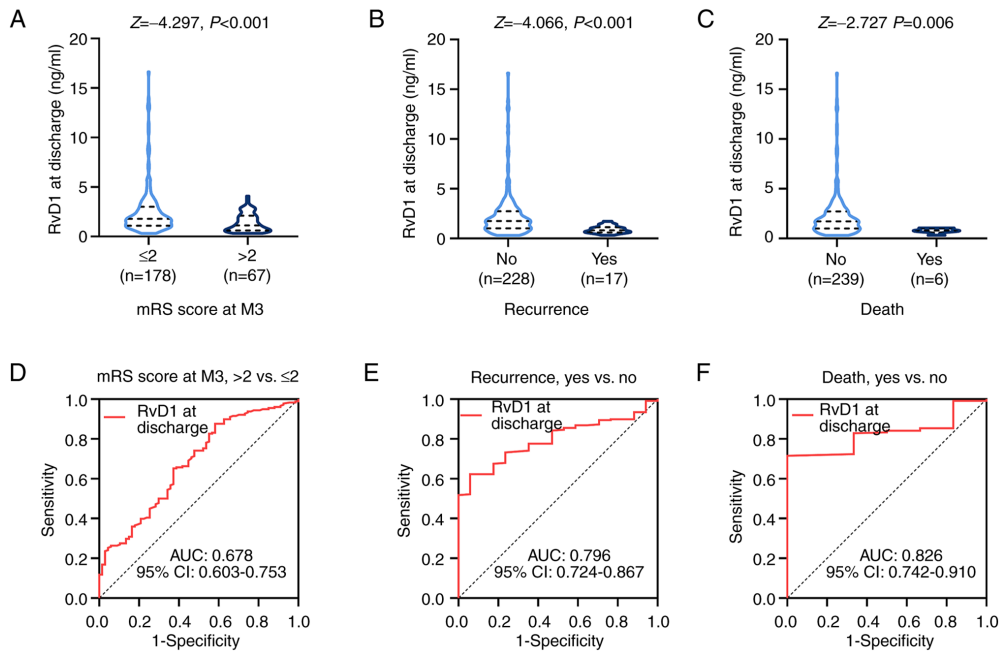 A
Z=−4.297, P<0.001
RvD1 at discharge (ng/ml)
20
15
10
5
0
≤2
(n=178)
>2
(n=67)
mRS score at M3
B
Z=−4.066, P<0.001
RvD1 at discharge (ng/ml)
20
15
10
5
0
No
(n=228)
Yes
(n=17)
Recurrence
C
Z=−2.727 P=0.006
RvD1 at discharge (ng/ml)
20
15
10
5
0
No
(n=239)
Yes
(n=6)
Death
D
mRS score at M3, >2 vs. ≤2
Sensitivity
1.0
0.8
0.6
0.4
0.2
0.0
RvD1 at
discharge
AUC: 0.678
95% CI: 0.603-0.753
0.0 0.2 0.4 0.6 0.8 1.0
1-Specificity
E
Recurrence, yes vs. no
Sensitivity
1.0
0.8
0.6
0.4
0.2
0.0
RvD1 at
discharge
AUC: 0.796
95% CI: 0.724-0.867
0.0 0.2 0.4 0.6 0.8 1.0
1-Specificity
F
Death, yes vs. no
Sensitivity
1.0
0.8
0.6
0.4
0.2
0.0
RvD1 at
discharge
AUC: 0.826
95% CI: 0.742-0.910
0.0 0.2 0.4 0.6 0.8 1.0
1-Specificity